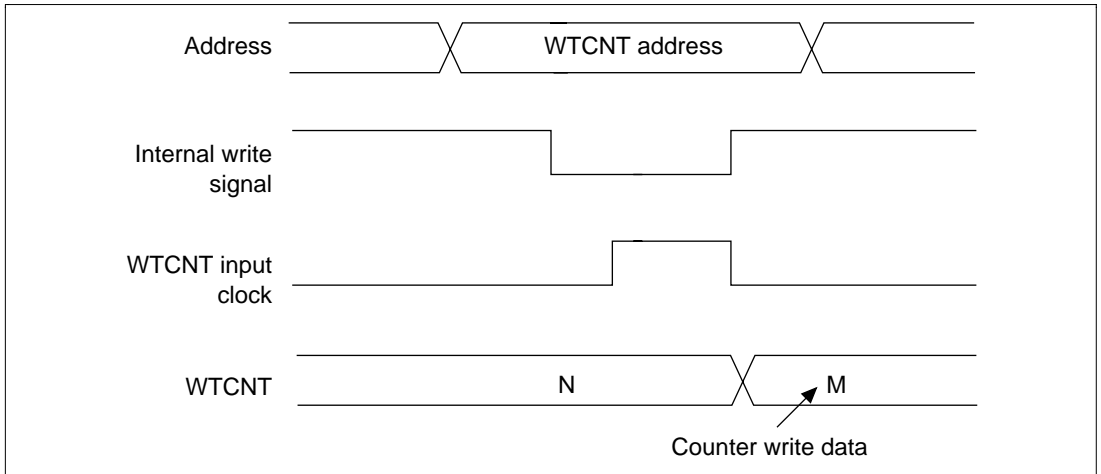 Address
WTCNT address
Internal write
signal
WTCNT input
clock
WTCNT
N
M
Counter write data